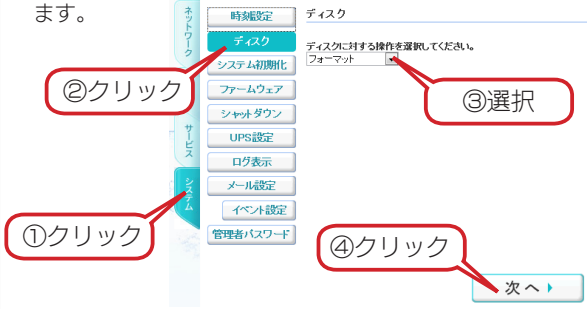 ます。
ネットワーク
サービス
システム
時刻設定
ディスク
システム初期化
ファームウェア
シャットダウン
UPS設定
ログ表示
メール設定
イベント設定
管理者パスワード
ディスク
ディスクに対する操作を選択してください。
フォーマット
②クリック
③選択
①クリック
④クリック
次へ